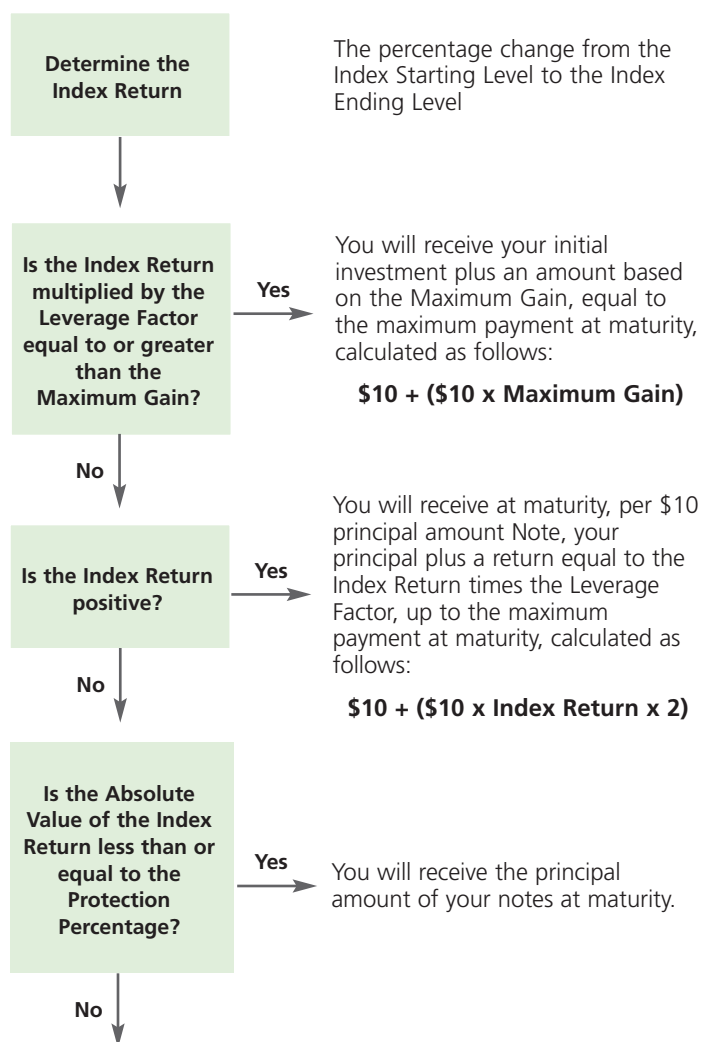 Determine the
Index Return
The percentage change from the
Index Starting Level to the Index
Ending Level
Is the Index Return
multiplied by the
Leverage Factor
equal to or greater
than the
Maximum Gain?
Yes
You will receive your initial
investment plus an amount based
on the Maximum Gain, equal to
the maximum payment at maturity,
calculated as follows:
$10 + ($10 x Maximum Gain)
No
Is the Index Return
positive?
Yes
You will receive at maturity, per $10
principal amount Note, your
principal plus a return equal to the
Index Return times the Leverage
Factor, up to the maximum
payment at maturity, calculated as
follows:
$10 + ($10 x Index Return x 2)
No
Is the Absolute
Value of the Index
Return less than or
equal to the
Protection
Percentage?
Yes
You will receive the principal
amount of your notes at maturity.
No